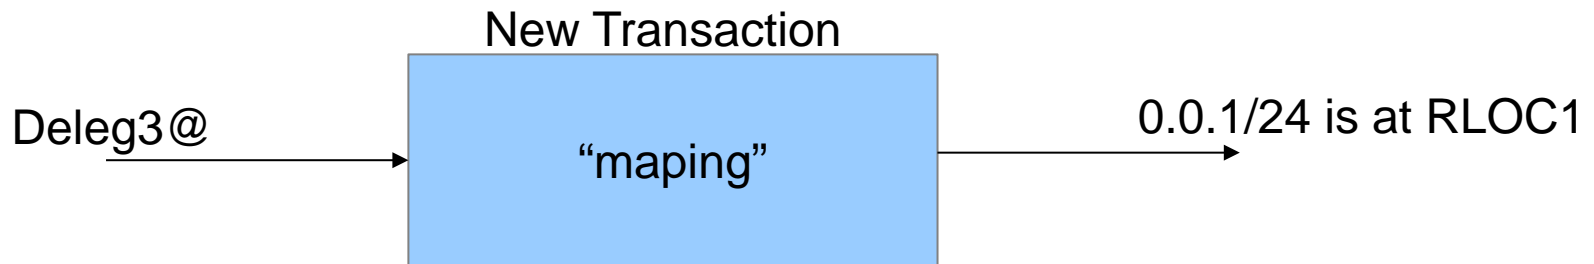 New Transaction
Deleg3@
“maping”
0.0.1/24 is at RLOC1